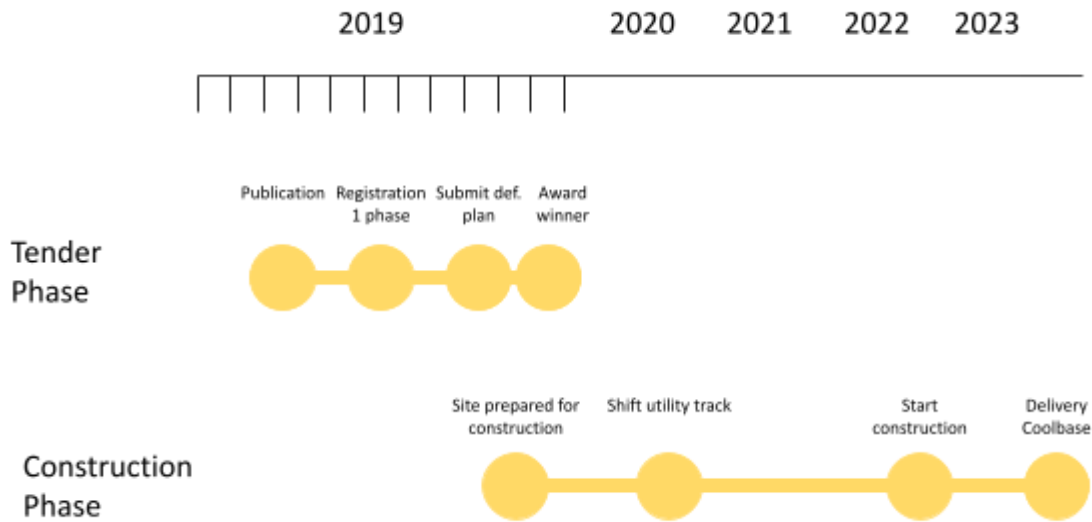 2019 2020 2021 2022 2023
Publication Registration Submit def. Award
1 phase plan winner
Tender
Phase
Site prepared for Shift utility track Start Delivery
construction construction Coolbase
Construction
Phase